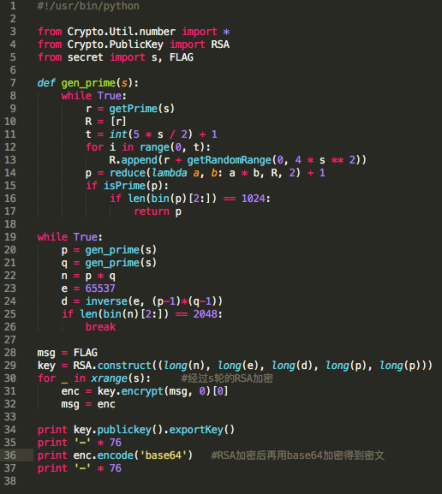 1 #!/usr/bin/python
2
3 from Crypto.Util.number import *
4 from Crypto.PublicKey import RSA
5 from secret import s, FLAG
6
7 def gen_prime(s):
8     while True:
9         r = getPrime(s)
10         R = [r]
11         t = int(5 * s / 2) + 1
12         for i in range(0, t):
13             R.append(r + getRandomRange(0, 4 * s ** 2))
14         p = reduce(lambda a, b: a * b, R, 2) + 1
15         if isPrime(p):
16             if len(bin(p)[2:]) == 1024:
17                 return p
18
19 while True:
20     p = gen_prime(s)
21     q = gen_prime(s)
22     n = p * q
23     e = 65537
24     d = inverse(e, (p-1)*(q-1))
25     if len(bin(n)[2:]) == 2048:
26         break
27
28 msg = FLAG
29 key = RSA.construct((long(n), long(e), long(d), long(p), long(p)))
30 for _ in xrange(s):     #经过s轮的RSA加密
31     enc = key.encrypt(msg, 0)[0]
32     msg = enc
33
34 print key.publickey().exportKey()
35 print '-' * 76
36 print enc.encode('base64')   #RSA加密后再用base64加密得到密文
37 print '-' * 76
38